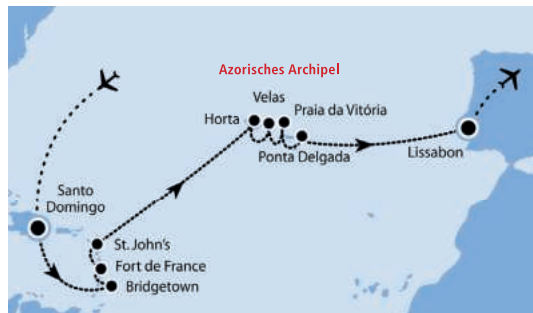 Azorisches Archipel
Velas
Horta
Praia da Vitória
Ponta Delgada
Lissabon
Santo
Domingo
St. John's
Fort de France
Bridgetown